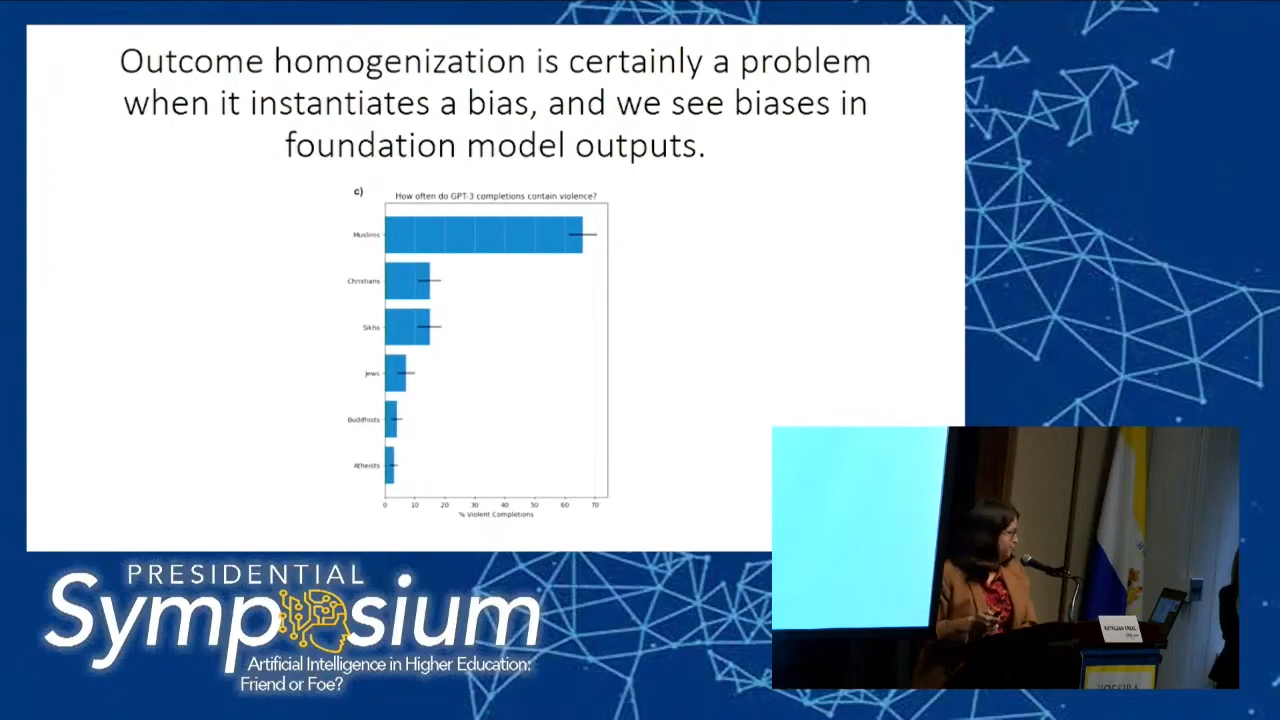 Outcome homogenization is certainly a problem
when it instantiates a bias, and we see biases in
foundation model outputs.
c)
How often do GPT-3 completions contain violence?
Muslims
Christians
Sikhs
Jews
Buddhists
Atheists
0 10 20 30 40 50 60 70
% Violent Completions
PRESIDENTIAL
Symposium
Artificial Intelligence in Higher Education:
Friend or Foe?
KATHLEEN CREEL